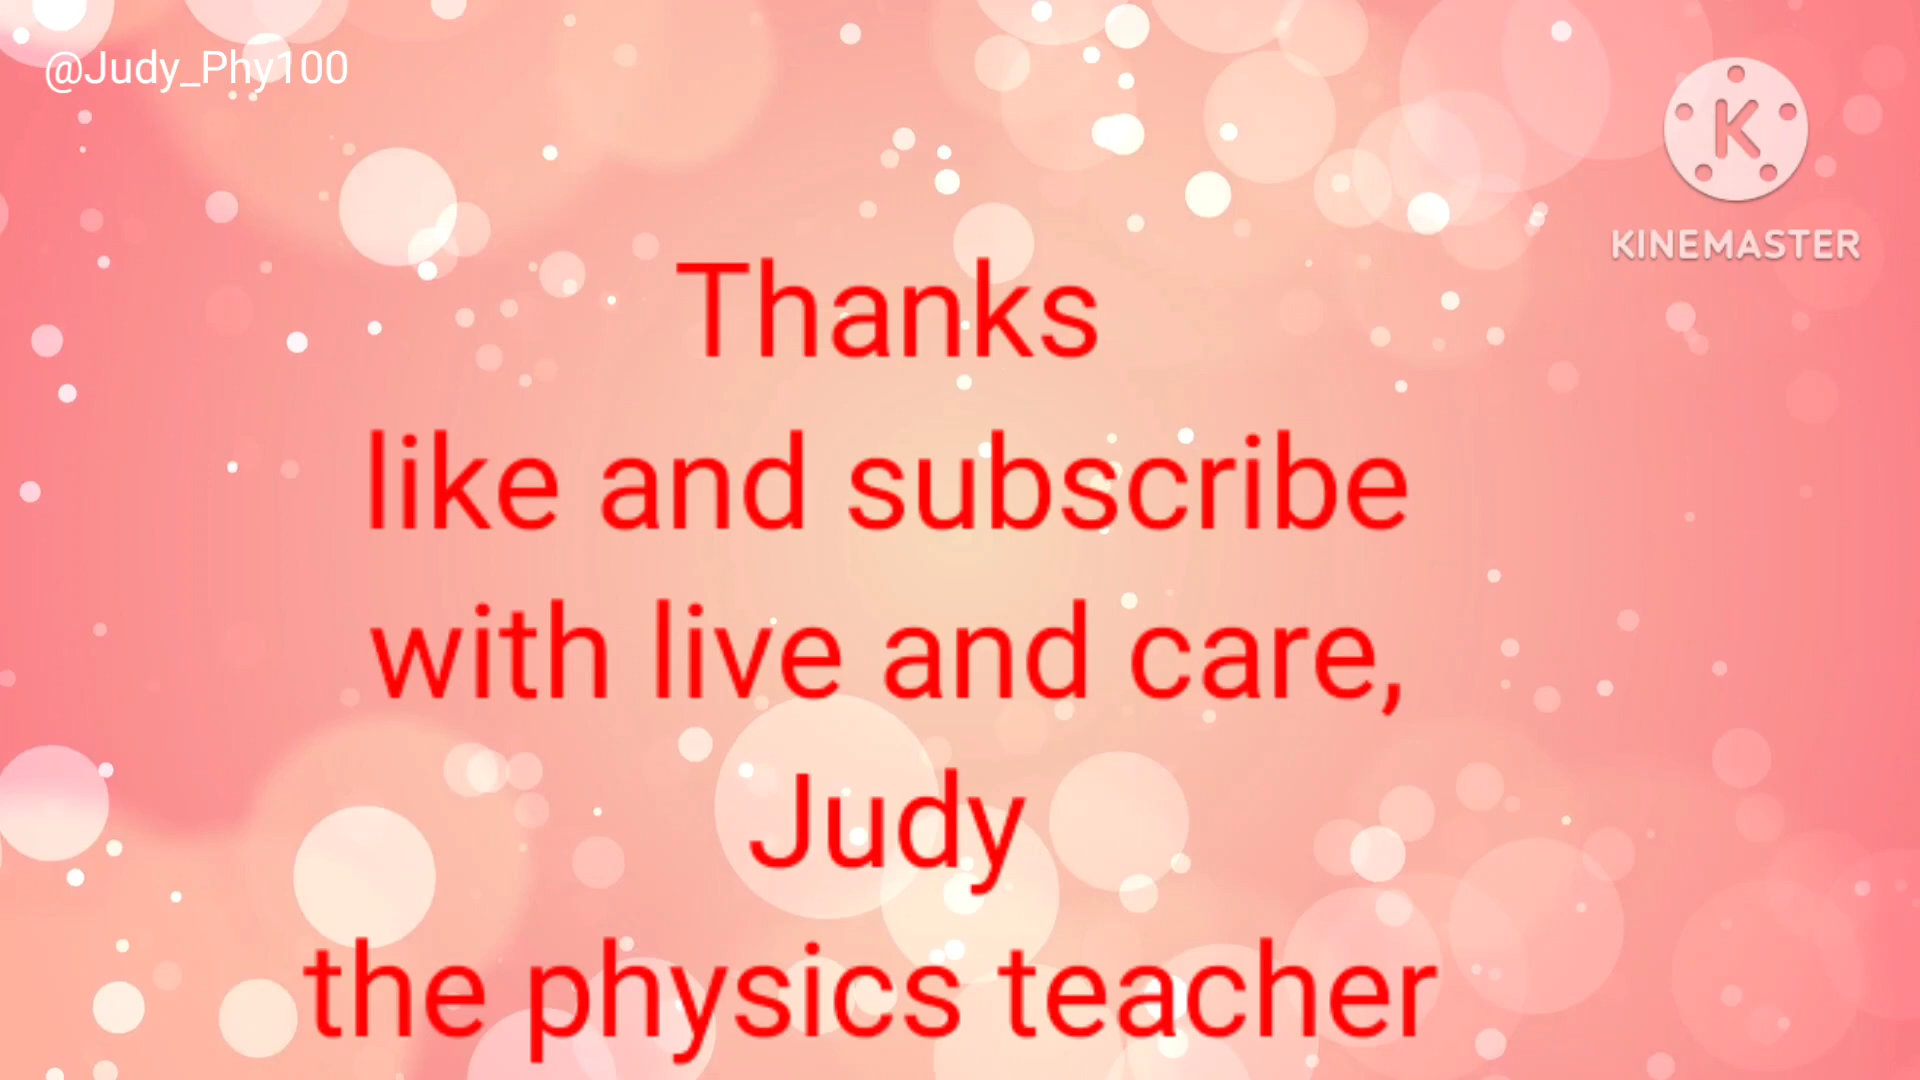 @Judy_Phy100
K
KINEMASTER
Thanks
like and subscribe
with live and care,
Judy
the physics teacher